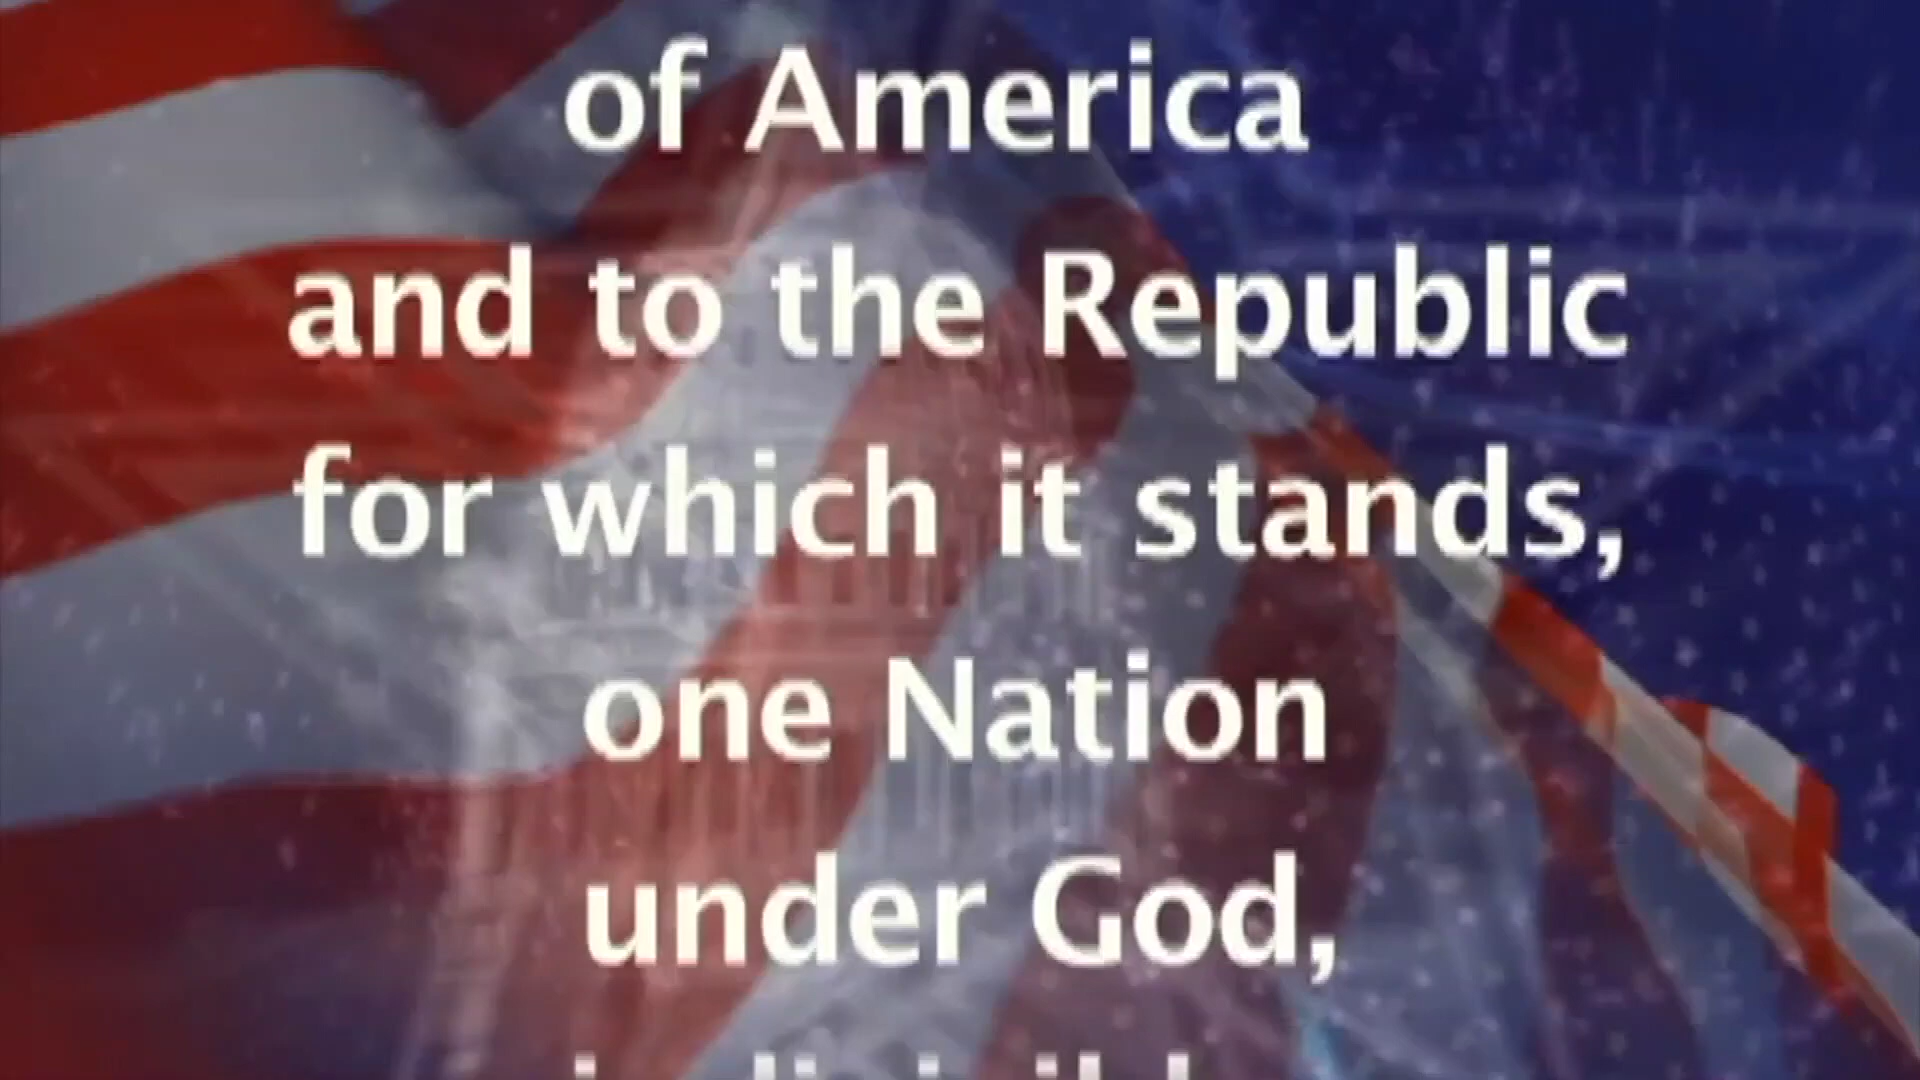 of America
and to the Republic
for which it stands,
one Nation
under God,